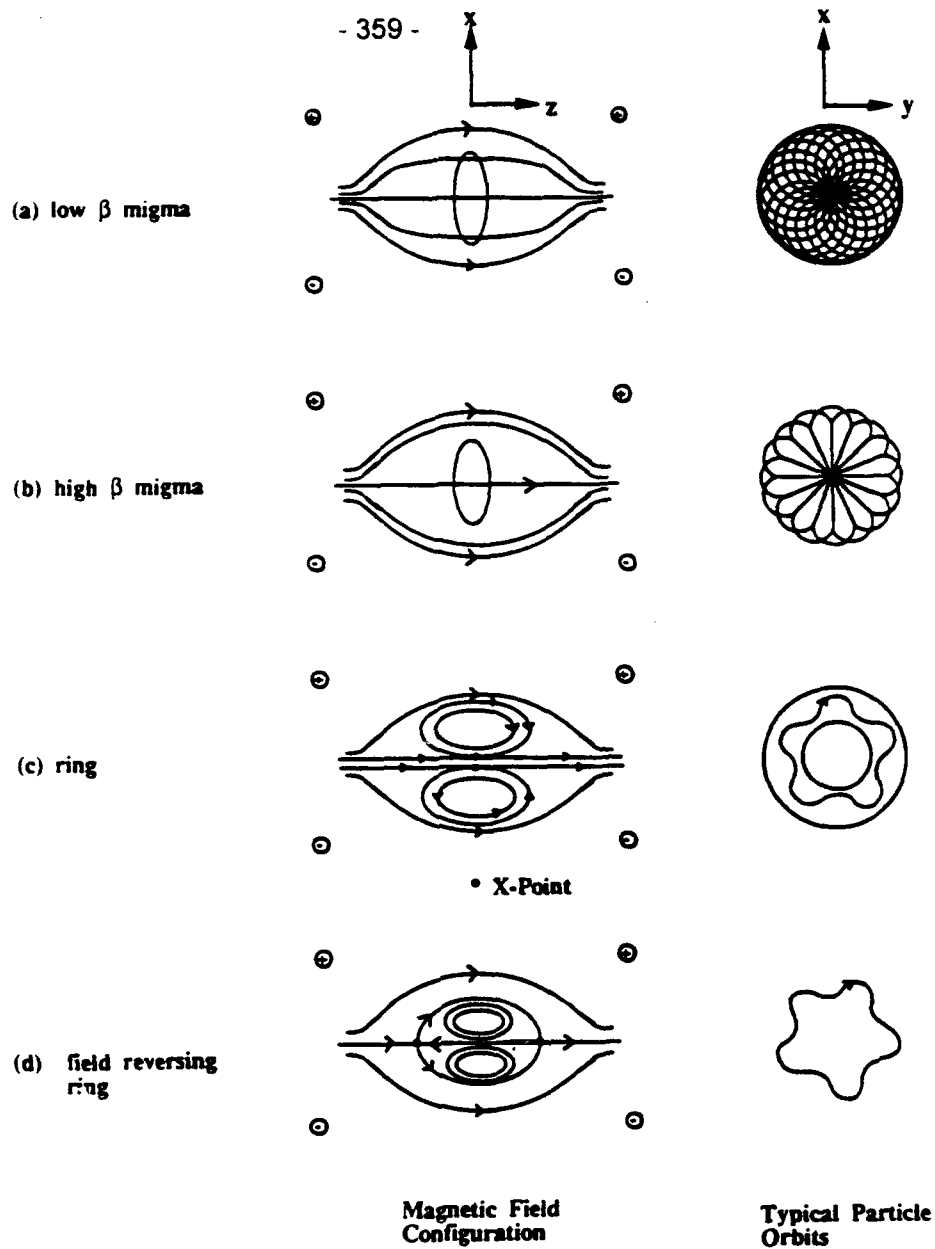 - 359 -
x
z
x
y
(a) low β migma
(b) high β migma
(c) ring
• X-Point
(d) field reversing
ring
Magnetic Field
Configuration
Typical Particle
Orbits